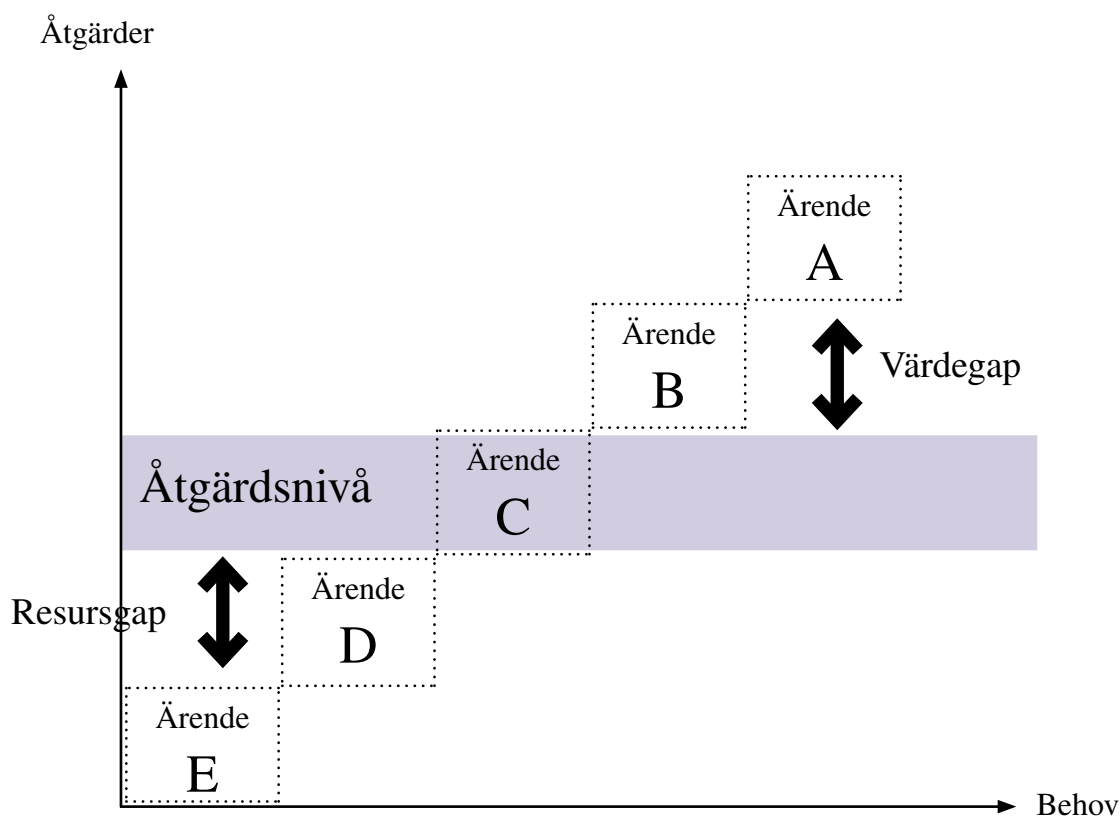 Åtgärder
Ärende
A
Ärende
B
Värdegap
Ärende
C
Åtgärdsnivå
Ärende
D
Resursgap
Ärende
E
Behov